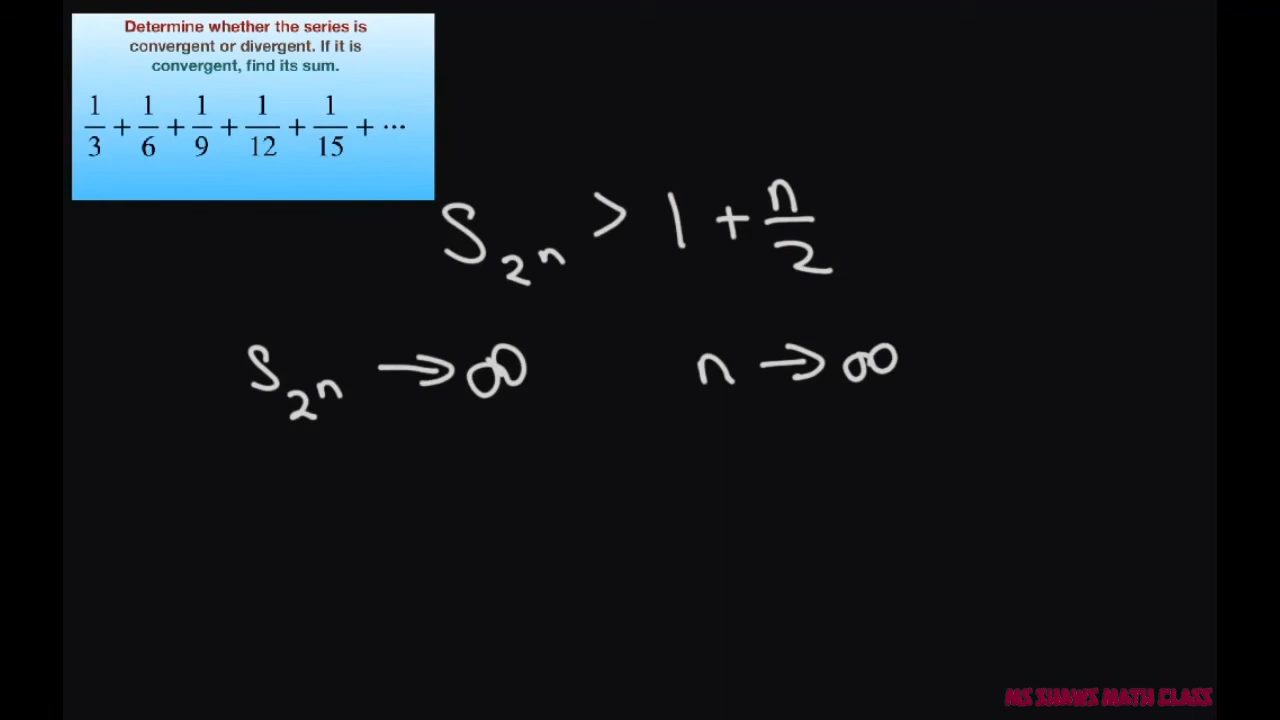 Determine whether the series is
convergent or divergent. If it is
convergent, find its sum.
1/3 + 1/6 + 1/9 + 1/12 + 1/15 + ⋯
S_{2^n} > 1 + n/2
S_{2^n} → ∞ n → ∞
MS SHAWS MATH CLASS